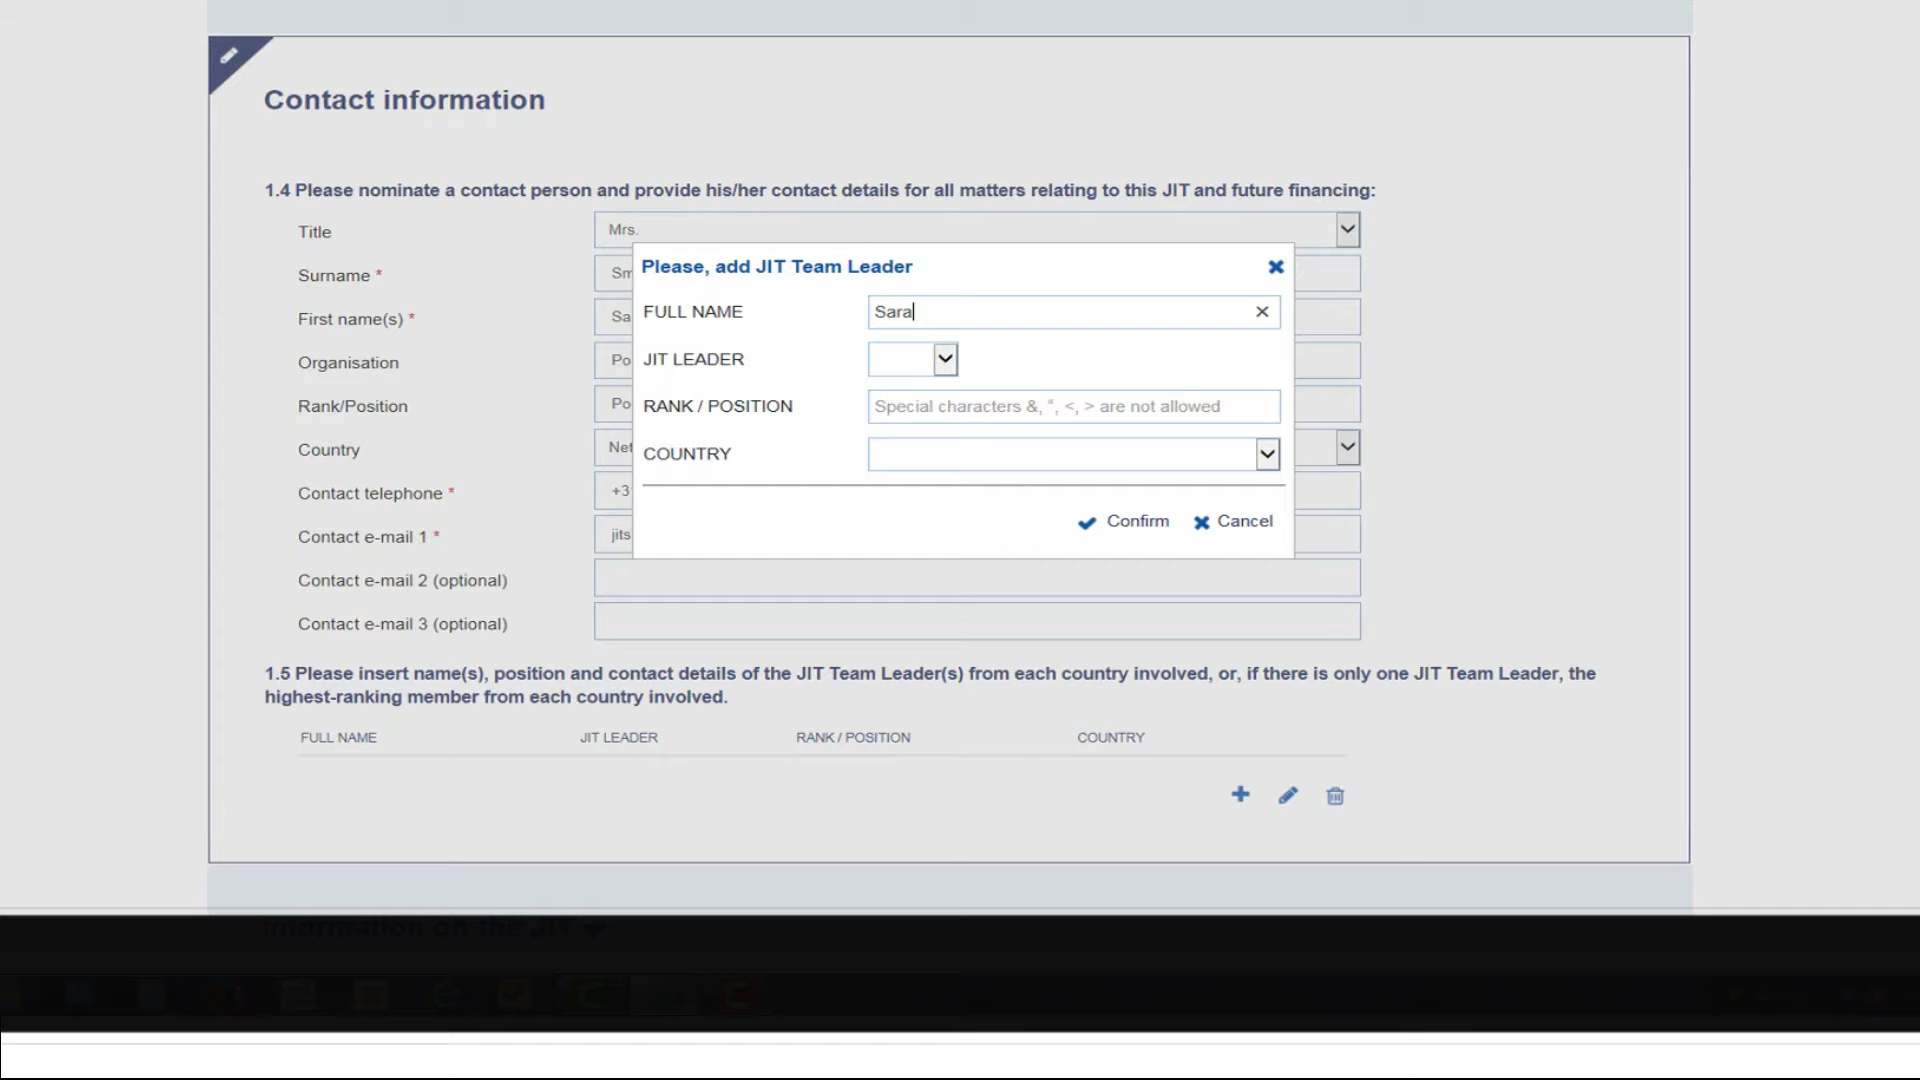 Contact information
1.4 Please nominate a contact person and provide his/her contact details for all matters relating to this JIT and future financing:
Title
Mrs.
Surname *
Sm
First name(s) *
Sa
Organisation
Po
Rank/Position
Po
Country
Net
Contact telephone *
+3
Contact e-mail 1 *
jits
Contact e-mail 2 (optional)
Contact e-mail 3 (optional)
Please, add JIT Team Leader
FULL NAME
Sara
JIT LEADER
RANK / POSITION
Special characters &, ", <, > are not allowed
COUNTRY
Confirm
Cancel
1.5 Please insert name(s), position and contact details of the JIT Team Leader(s) from each country involved, or, if there is only one JIT Team Leader, the
highest-ranking member from each country involved.
FULL NAME
JIT LEADER
RANK / POSITION
COUNTRY
Information on the JIT